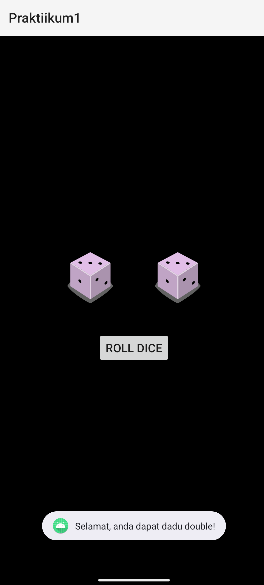 Praktiikum1
ROLL DICE
Selamat, anda dapat dadu double!